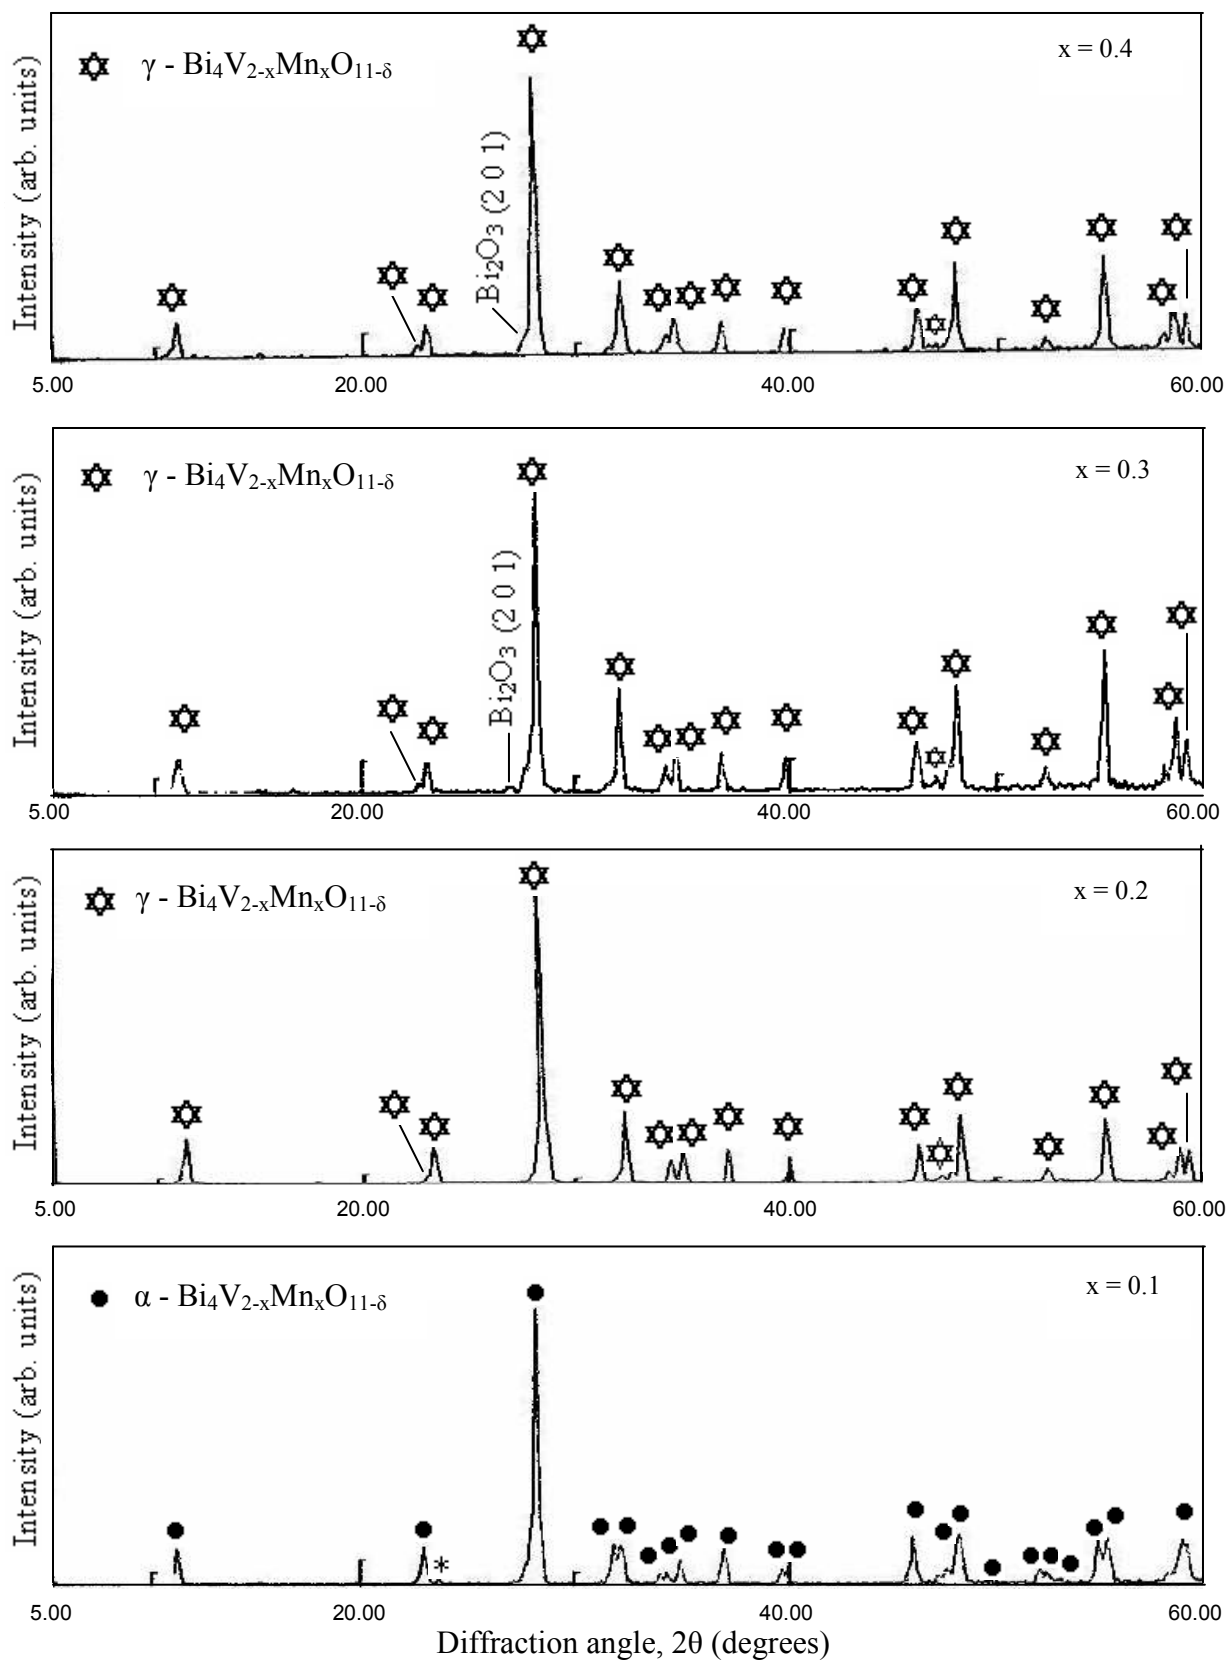 Intensity (arb. units)
γ - Bi₄V₂₋ₓMnₓO₁₁₋δ
x = 0.4
Bi₂O₃ (2 0 1)
5.00 20.00 40.00 60.00
Intensity (arb. units)
γ - Bi₄V₂₋ₓMnₓO₁₁₋δ
x = 0.3
Bi₂O₃ (2 0 1)
5.00 20.00 40.00 60.00
Intensity (arb. units)
γ - Bi₄V₂₋ₓMnₓO₁₁₋δ
x = 0.2
5.00 20.00 40.00 60.00
Intensity (arb. units)
α - Bi₄V₂₋ₓMnₓO₁₁₋δ
x = 0.1
*
5.00 20.00 40.00 60.00
Diffraction angle, 2θ (degrees)